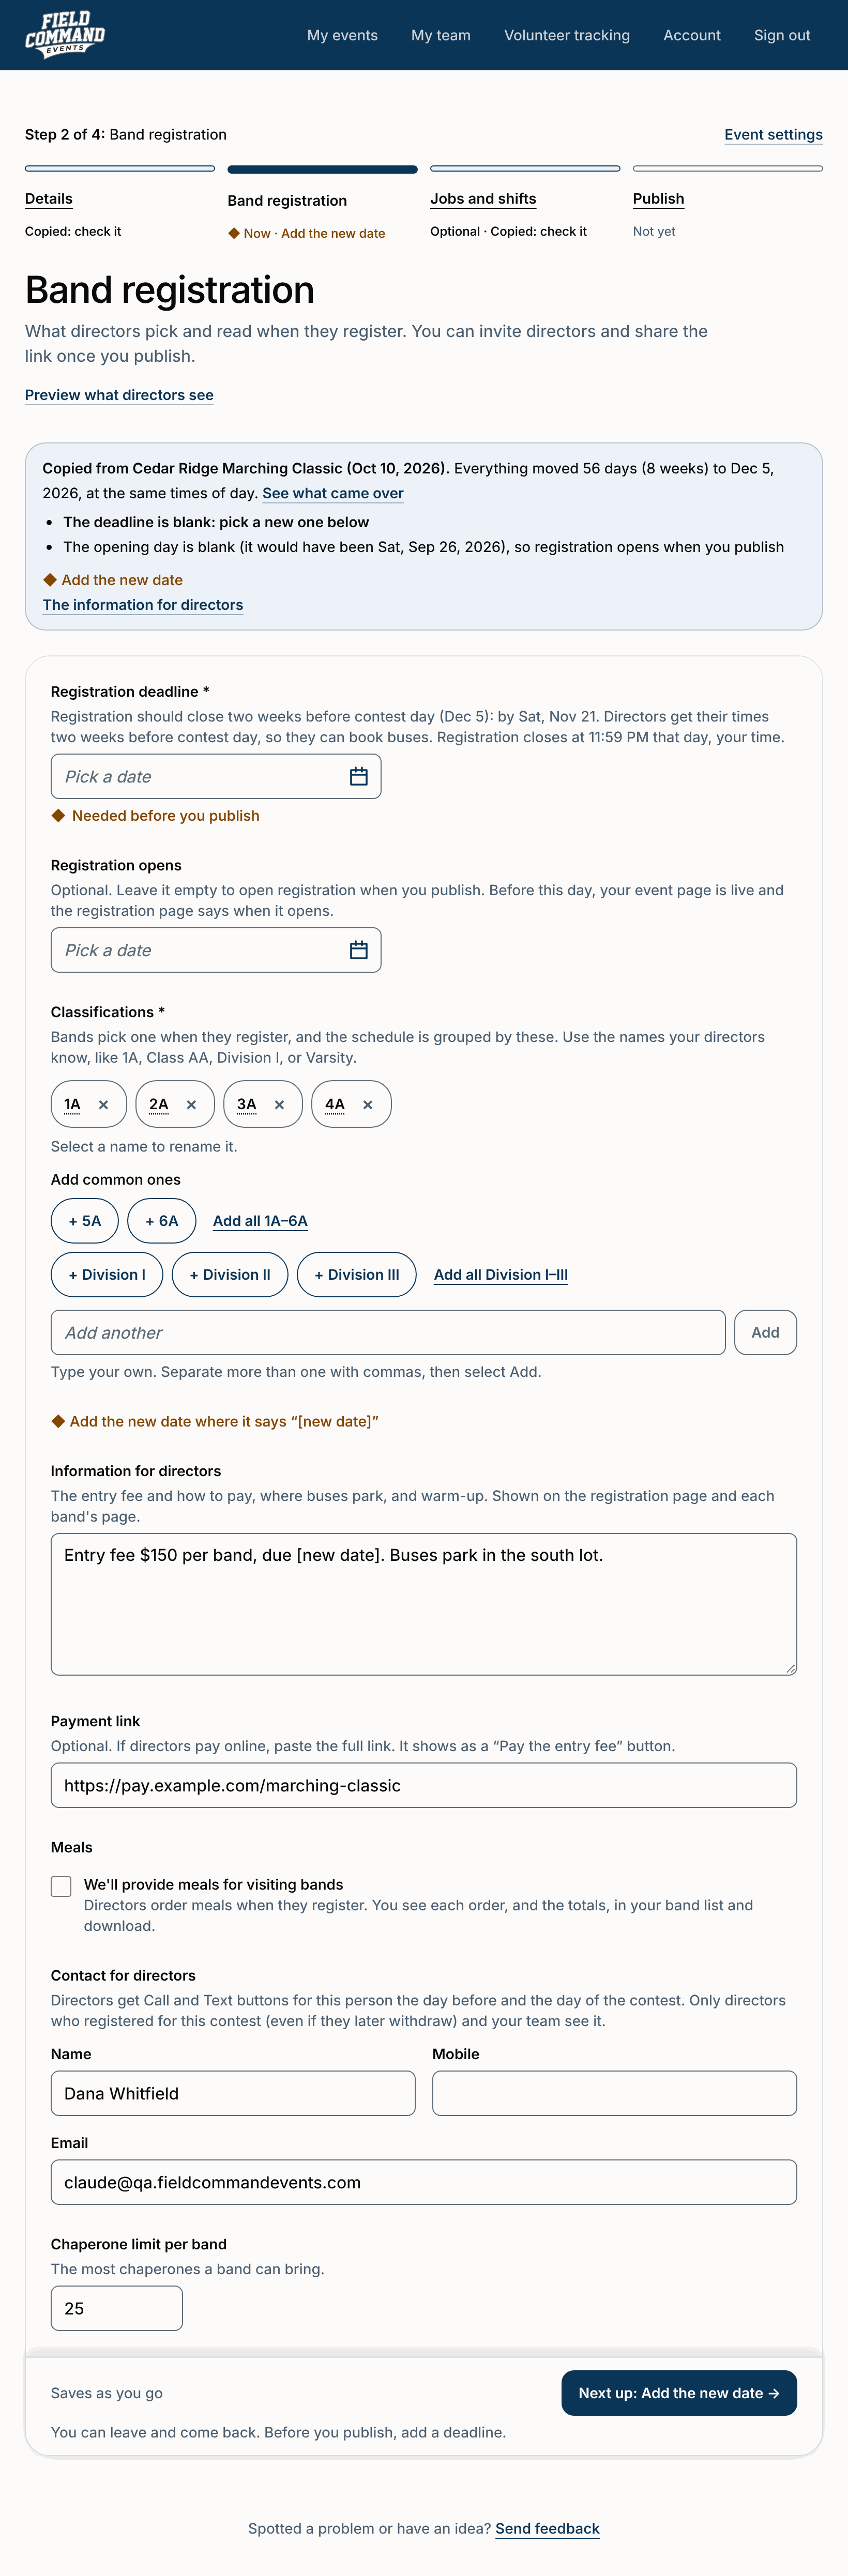 FIELD
COMMAND
EVENTS
My events
My team
Volunteer tracking
Account
Sign out
Step 2 of 4: Band registration
Event settings
Details
Band registration
Jobs and shifts
Publish
Copied: check it
◆ Now · Add the new date
Optional · Copied: check it
Not yet
Band registration
What directors pick and read when they register. You can invite directors and share the
link once you publish.
Preview what directors see
Copied from Cedar Ridge Marching Classic (Oct 10, 2026). Everything moved 56 days (8 weeks) to Dec 5,
2026, at the same times of day. See what came over
• The deadline is blank: pick a new one below
• The opening day is blank (it would have been Sat, Sep 26, 2026), so registration opens when you publish
◆ Add the new date
The information for directors
Registration deadline *
Registration should close two weeks before contest day (Dec 5): by Sat, Nov 21. Directors get their times
two weeks before contest day, so they can book buses. Registration closes at 11:59 PM that day, your time.
Pick a date
◆ Needed before you publish
Registration opens
Optional. Leave it empty to open registration when you publish. Before this day, your event page is live and
the registration page says when it opens.
Pick a date
Classifications *
Bands pick one when they register, and the schedule is grouped by these. Use the names your directors
know, like 1A, Class AA, Division I, or Varsity.
1A × 2A × 3A × 4A ×
Select a name to rename it.
Add common ones
+ 5A + 6A Add all 1A–6A
+ Division I + Division II + Division III Add all Division I–III
Add another
Add
Type your own. Separate more than one with commas, then select Add.
◆ Add the new date where it says “[new date]”
Information for directors
The entry fee and how to pay, where buses park, and warm-up. Shown on the registration page and each
band's page.
Entry fee $150 per band, due [new date]. Buses park in the south lot.
Payment link
Optional. If directors pay online, paste the full link. It shows as a “Pay the entry fee” button.
https://pay.example.com/marching-classic
Meals
We'll provide meals for visiting bands
Directors order meals when they register. You see each order, and the totals, in your band list and
download.
Contact for directors
Directors get Call and Text buttons for this person the day before and the day of the contest. Only directors
who registered for this contest (even if they later withdraw) and your team see it.
Name
Mobile
Dana Whitfield
Email
claude@qa.fieldcommandevents.com
Chaperone limit per band
The most chaperones a band can bring.
25
Saves as you go
Next up: Add the new date →
You can leave and come back. Before you publish, add a deadline.
Spotted a problem or have an idea? Send feedback